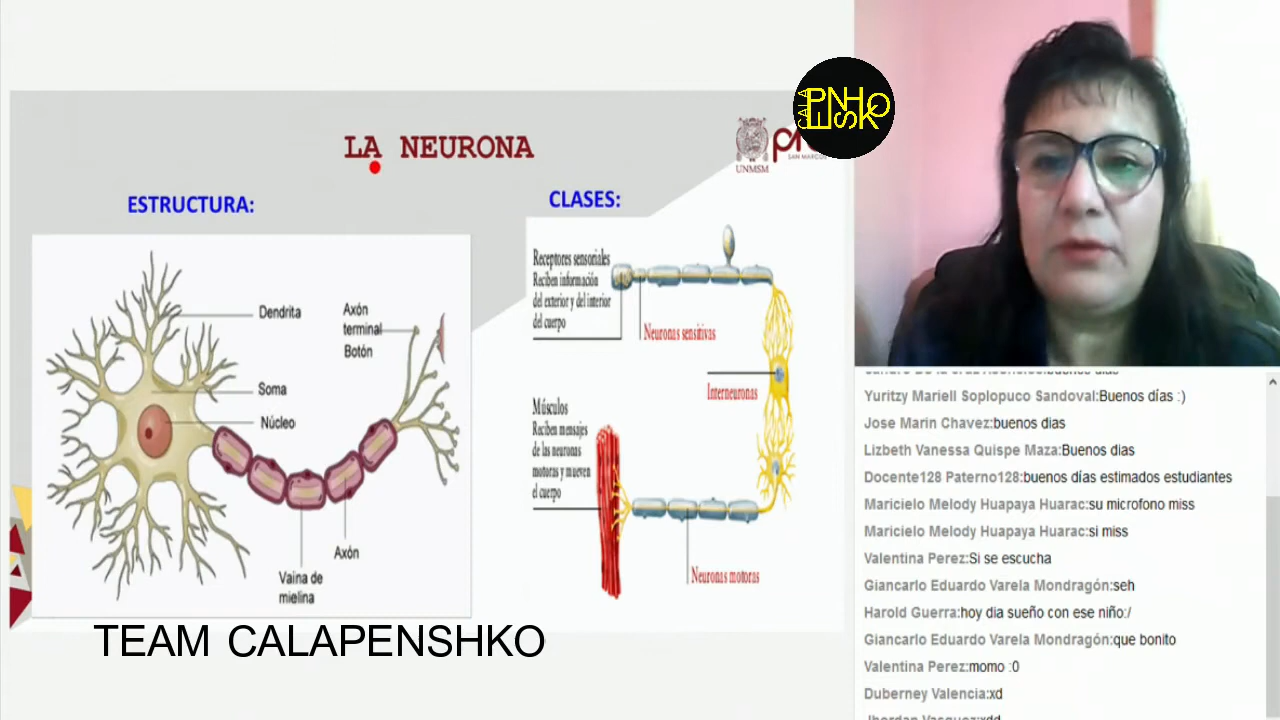 LA NEURONA
ESTRUCTURA:
CLASES:
UNMSM
SAN MARCOS
CALA
PENSHKO
Dendrita
Axón
terminal
Botón
Soma
Núcleo
Axón
Vaina de
mielina
Receptores sensoriales
Reciben información
del exterior y del interior
del cuerpo
Neuronas sensitivas
Interneuronas
Músculos
Reciben mensajes
de las neuronas
motoras y mueven
el cuerpo
Neuronas motoras
TEAM CALAPENSHKO
Yuritzy Mariell Soplopuco Sandoval:Buenos días :)
Jose Marin Chavez:buenos dias
Lizbeth Vanessa Quispe Maza:Buenos dias
Docente128 Paterno128:buenos días estimados estudiantes
Maricielo Melody Huapaya Huarac:su microfono miss
Maricielo Melody Huapaya Huarac:si miss
Valentina Perez:Si se escucha
Giancarlo Eduardo Varela Mondragón:seh
Harold Guerra:hoy dia sueño con ese niño:/
Giancarlo Eduardo Varela Mondragón:que bonito
Valentina Perez:momo :0
Duberney Valencia:xd